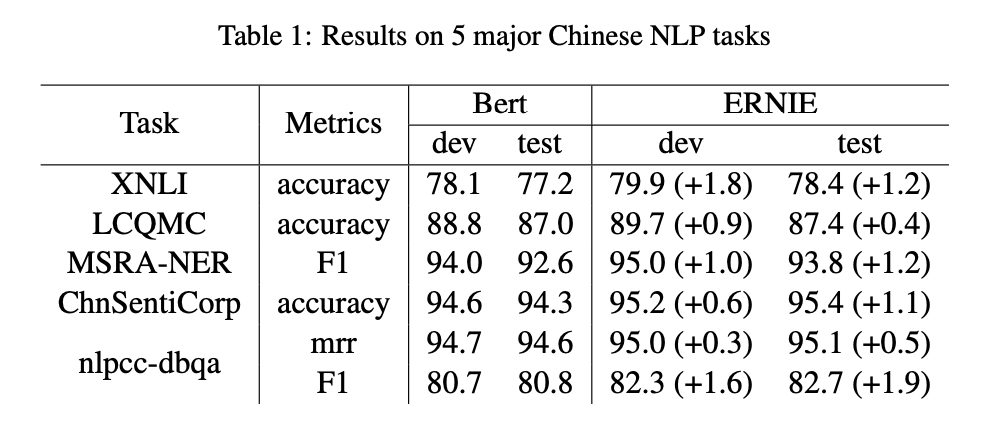 Table 1: Results on 5 major Chinese NLP tasks
Task Metrics Bert ERNIE
dev test dev test
XNLI accuracy 78.1 77.2 79.9 (+1.8) 78.4 (+1.2)
LCQMC accuracy 88.8 87.0 89.7 (+0.9) 87.4 (+0.4)
MSRA-NER F1 94.0 92.6 95.0 (+1.0) 93.8 (+1.2)
ChnSentiCorp accuracy 94.6 94.3 95.2 (+0.6) 95.4 (+1.1)
nlpcc-dbqa mrr 94.7 94.6 95.0 (+0.3) 95.1 (+0.5)
F1 80.7 80.8 82.3 (+1.6) 82.7 (+1.9)